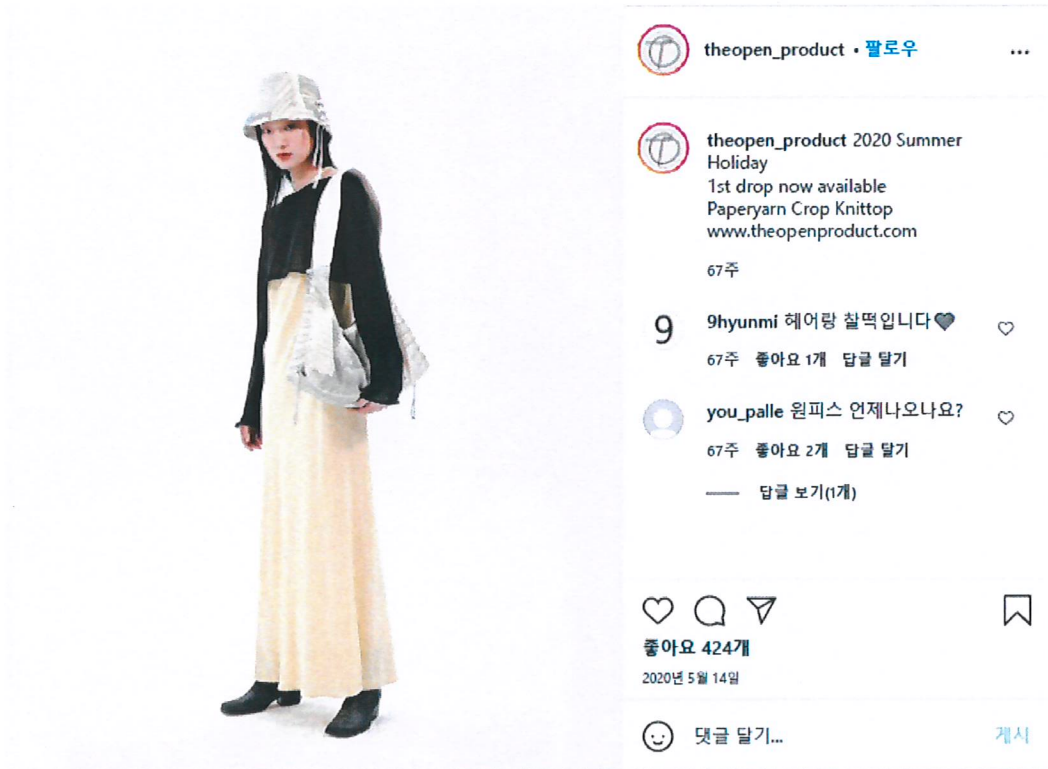 theopen_product • 팔로우
theopen_product 2020 Summer
Holiday
1st drop now available
Paperyarn Crop Knittop
www.theopenproduct.com
67주
9
9hyunmi 헤어랑 찰떡입니다🖤
67주 좋아요 1개 답글 달기
you_palle 원피스 언제나오나요?
67주 좋아요 2개 답글 달기
답글 보기(1개)
좋아요 424개
2020년 5월 14일
댓글 달기...
게시